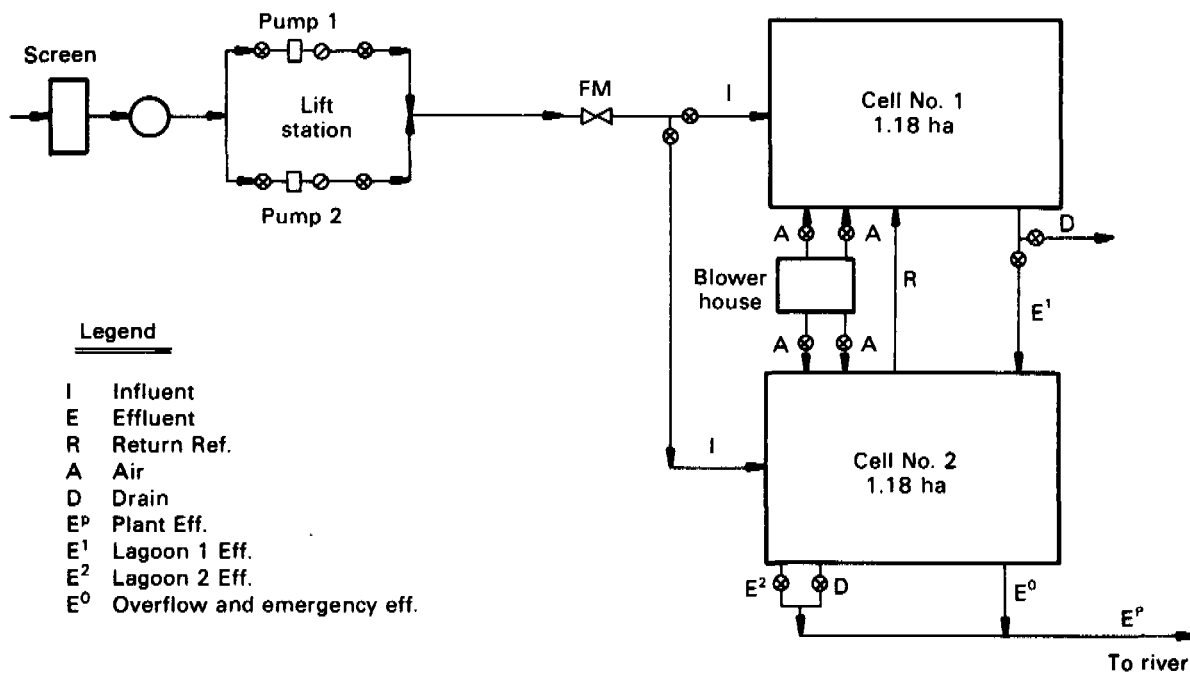 Pump 1
Screen
Lift
station
Pump 2
FM
I
Cell No. 1
1.18 ha
A
A
D
Blower
house
R
E¹
A
A
I
Cell No. 2
1.18 ha
E²
D
E⁰
Eᴾ
To river
Legend
I Influent
E Effluent
R Return Ref.
A Air
D Drain
Eᴾ Plant Eff.
E¹ Lagoon 1 Eff.
E² Lagoon 2 Eff.
E⁰ Overflow and emergency eff.